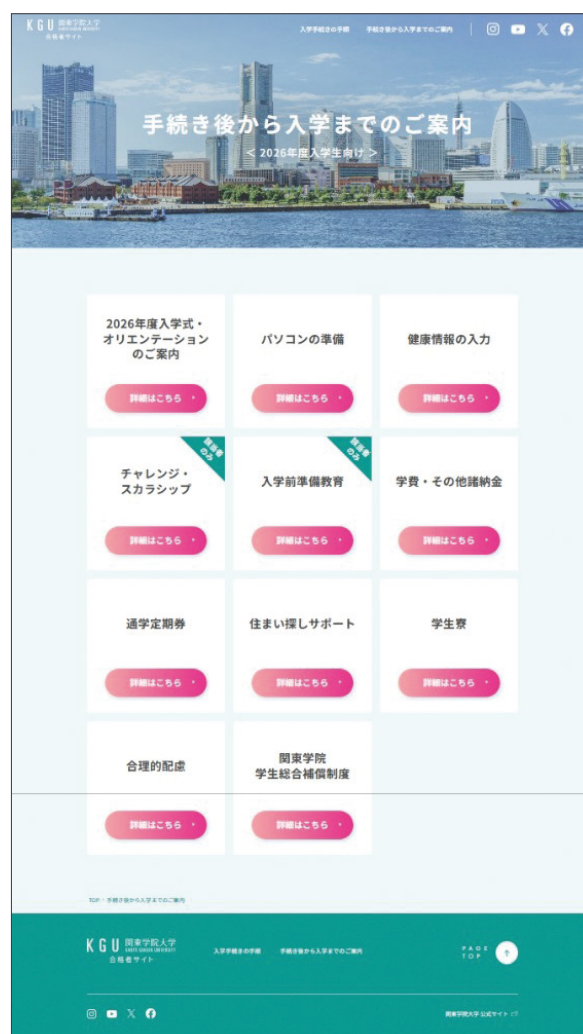 KGU 関東学院大学
KANTO GAKUIN UNIVERSITY
合格者サイト
入学手続きの手順 手続き後から入学までのご案内
手続き後から入学までのご案内
＜ 2026年度入学生向け ＞
2026年度入学式・
オリエンテーション
のご案内
詳細はこちら
パソコンの準備
詳細はこちら
健康情報の入力
詳細はこちら
該当者
のみ
チャレンジ・
スカラシップ
詳細はこちら
該当者
のみ
入学前準備教育
詳細はこちら
学費・その他諸納金
詳細はこちら
通学定期券
詳細はこちら
住まい探しサポート
詳細はこちら
学生寮
詳細はこちら
合理的配慮
詳細はこちら
関東学院
学生総合補償制度
詳細はこちら
TOP・手続き後から入学までのご案内
KGU 関東学院大学
KANTO GAKUIN UNIVERSITY
合格者サイト
入学手続きの手順 手続き後から入学までのご案内
PAGE
TOP
関東学院大学 公式サイト